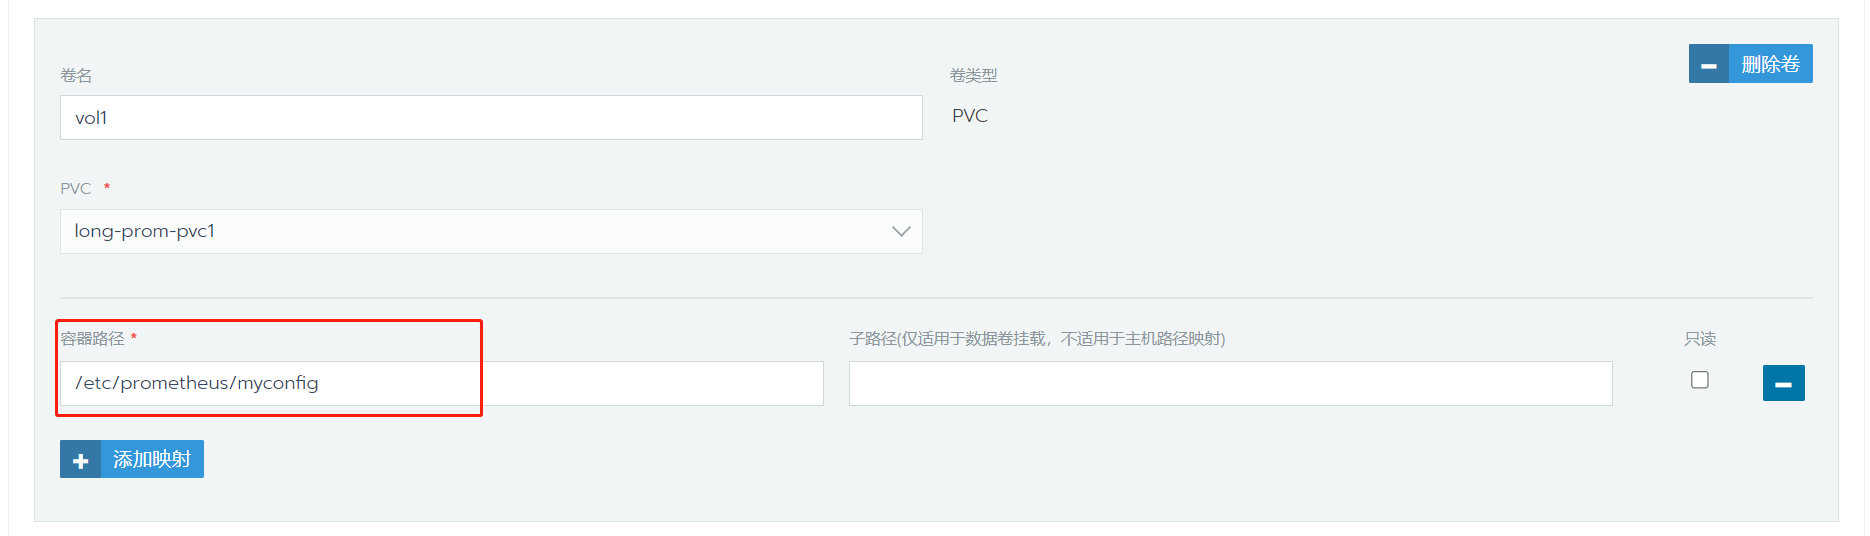 卷名
卷类型
删除卷
vol1
PVC
PVC *
long-prom-pvc1
容器路径 *
子路径(仅适用于数据卷挂载，不适用于主机路径映射)
只读
/etc/prometheus/myconfig
添加映射